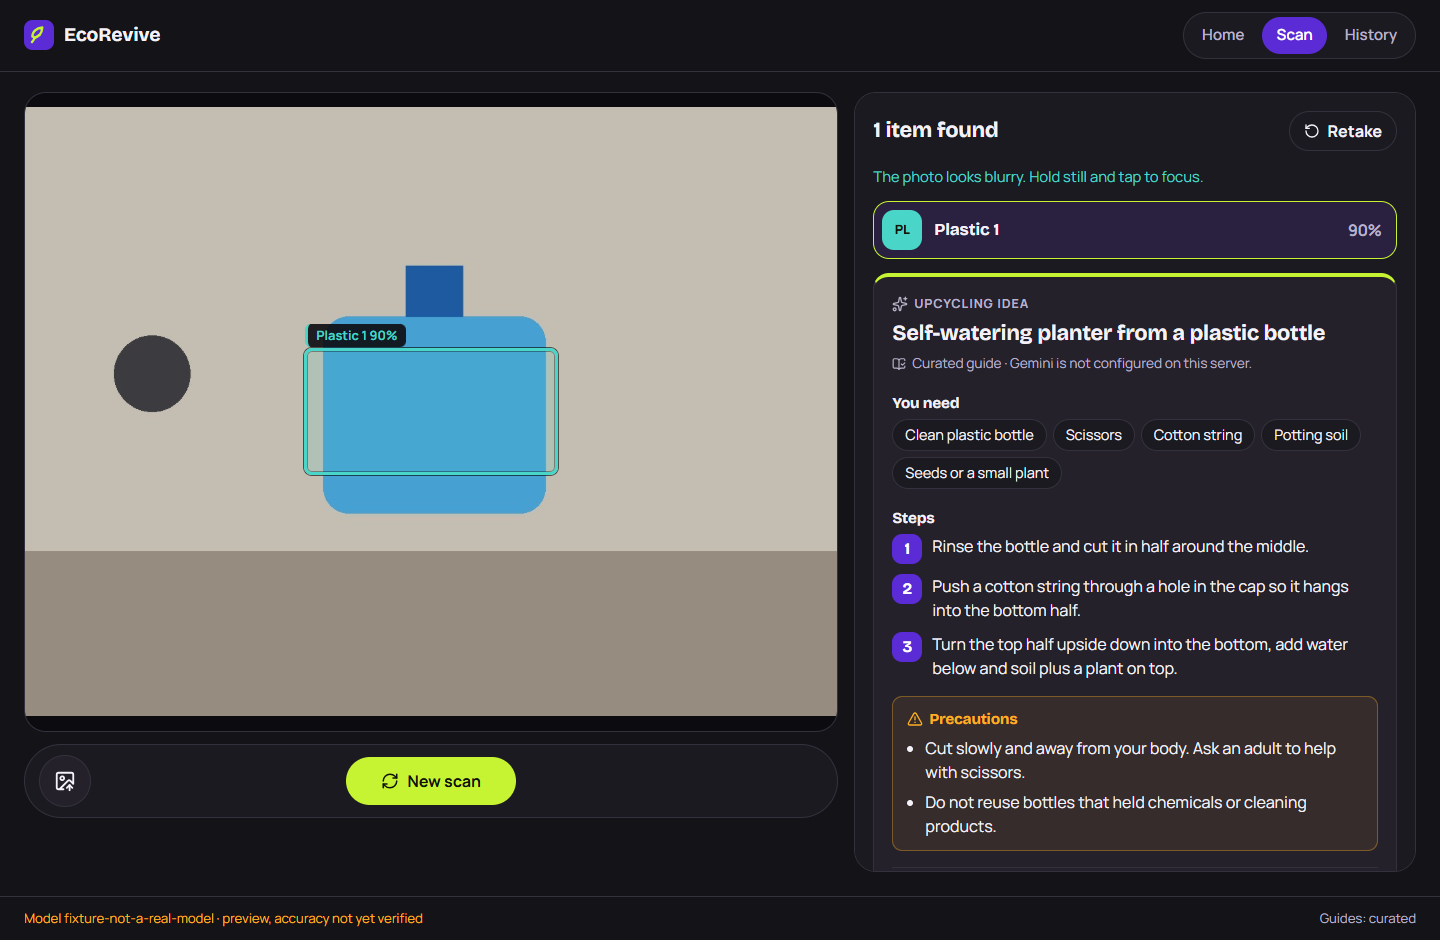 EcoRevive
Home
Scan
History
Plastic 1 90%
New scan
1 item found
Retake
The photo looks blurry. Hold still and tap to focus.
PL
Plastic 1
90%
UPCYCLING IDEA
Self-watering planter from a plastic bottle
Curated guide · Gemini is not configured on this server.
You need
Clean plastic bottle
Scissors
Cotton string
Potting soil
Seeds or a small plant
Steps
1 Rinse the bottle and cut it in half around the middle.
2 Push a cotton string through a hole in the cap so it hangs
into the bottom half.
3 Turn the top half upside down into the bottom, add water
below and soil plus a plant on top.
Precautions
• Cut slowly and away from your body. Ask an adult to help
with scissors.
• Do not reuse bottles that held chemicals or cleaning
products.
Model fixture-not-a-real-model · preview, accuracy not yet verified
Guides: curated